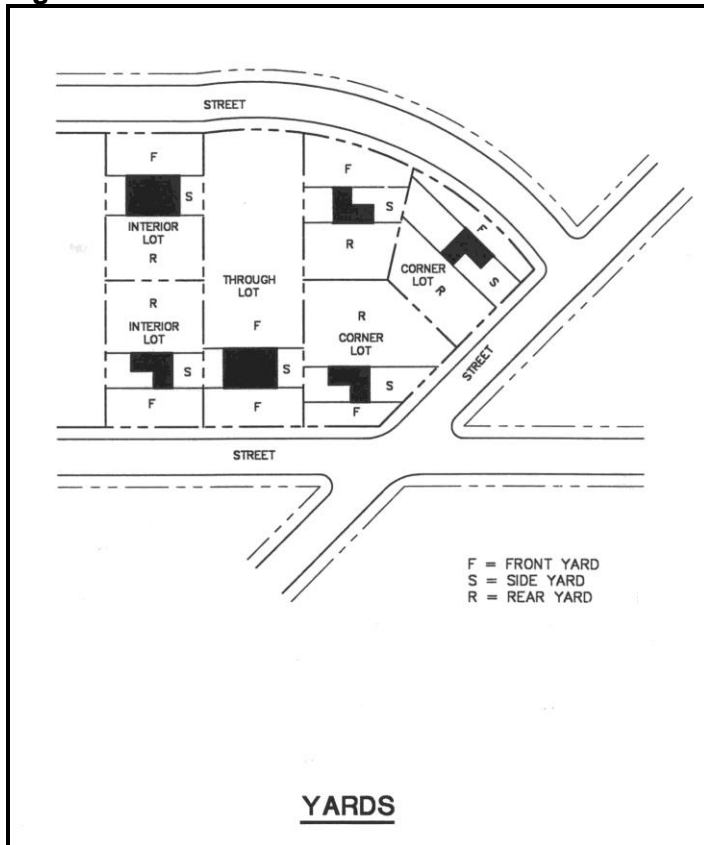 STREET
F
F
S
S
INTERIOR
LOT
R
R
F
S
CORNER
LOT
R
THROUGH
LOT
R
INTERIOR
LOT
S
F
F
S
F
R
CORNER
LOT
S
F
STREET
STREET
F = FRONT YARD
S = SIDE YARD
R = REAR YARD
YARDS